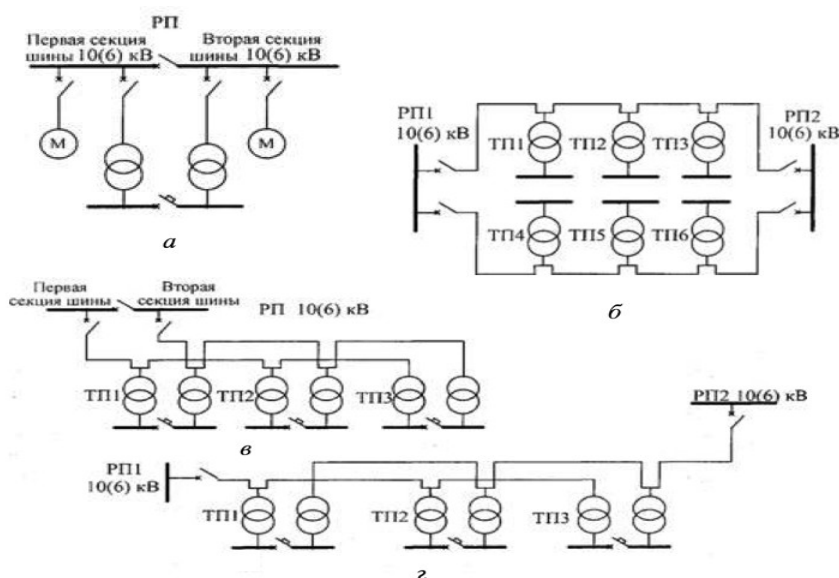 РП
Первая секция
шины 10(6) кВ
Вторая секция
шины 10(6) кВ
М
М
а
РП1
10(6) кВ
РП2
10(6) кВ
ТП1
ТП2
ТП3
ТП4
ТП5
ТП6
б
Первая
секция шины
Вторая
секция шины
РП 10(6) кВ
ТП1
ТП2
ТП3
в
РП2 10(6) кВ
РП1
10(6) кВ
ТП1
ТП2
ТП3
г